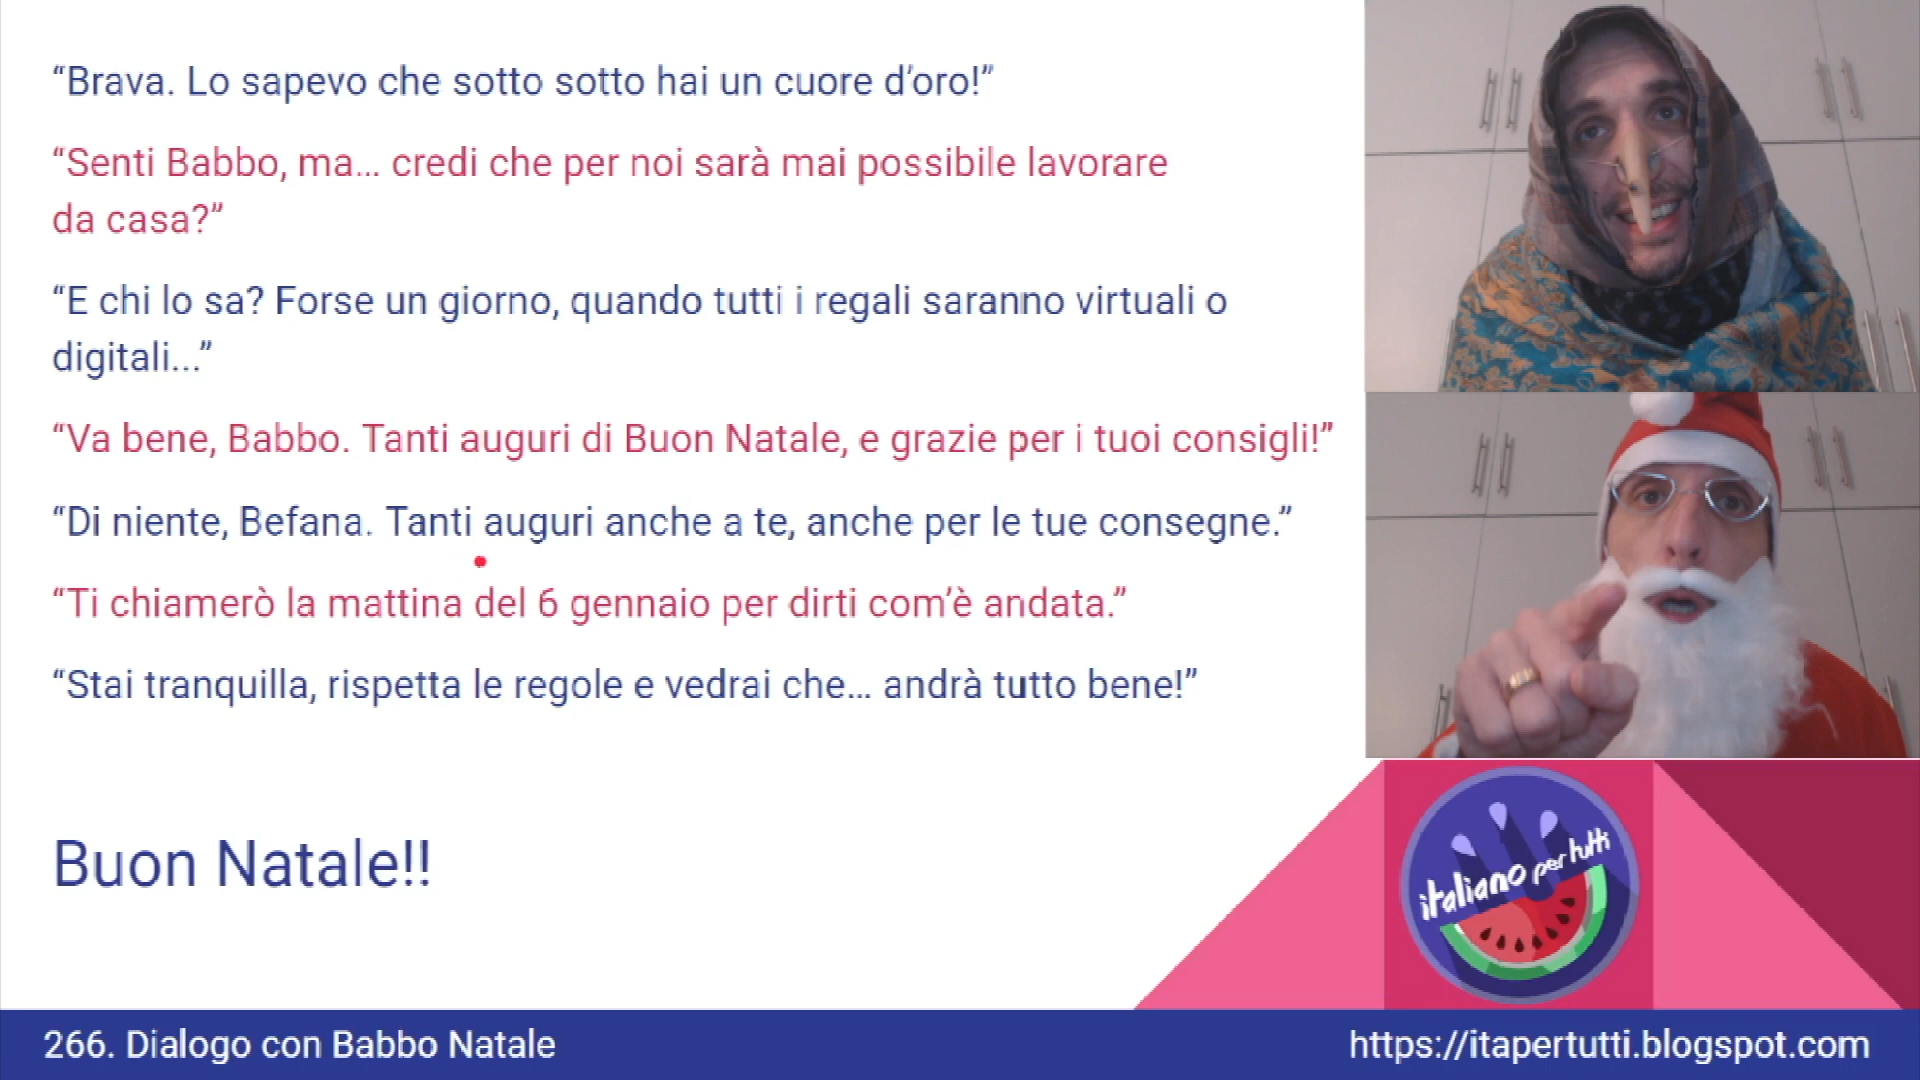 “Brava. Lo sapevo che sotto sotto hai un cuore d’oro!”
“Senti Babbo, ma... credi che per noi sarà mai possibile lavorare
da casa?”
“E chi lo sa? Forse un giorno, quando tutti i regali saranno virtuali o
digitali...”
“Va bene, Babbo. Tanti auguri di Buon Natale, e grazie per i tuoi consigli!”
“Di niente, Befana. Tanti auguri anche a te, anche per le tue consegne.”
“Ti chiamerò la mattina del 6 gennaio per dirti com’è andata.”
“Stai tranquilla, rispetta le regole e vedrai che... andrà tutto bene!”
Buon Natale!!
italiano per tutti
266. Dialogo con Babbo Natale
https://itapertutti.blogspot.com